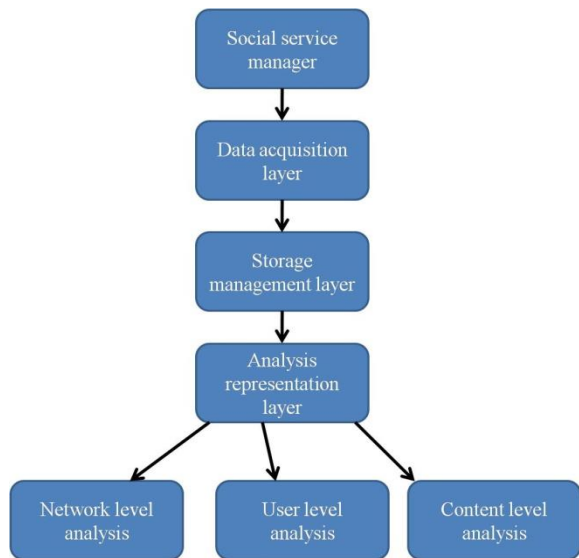 Social service
manager
Data acquisition
layer
Storage
management layer
Analysis
representation
layer
Network level
analysis
User level
analysis
Content level
analysis